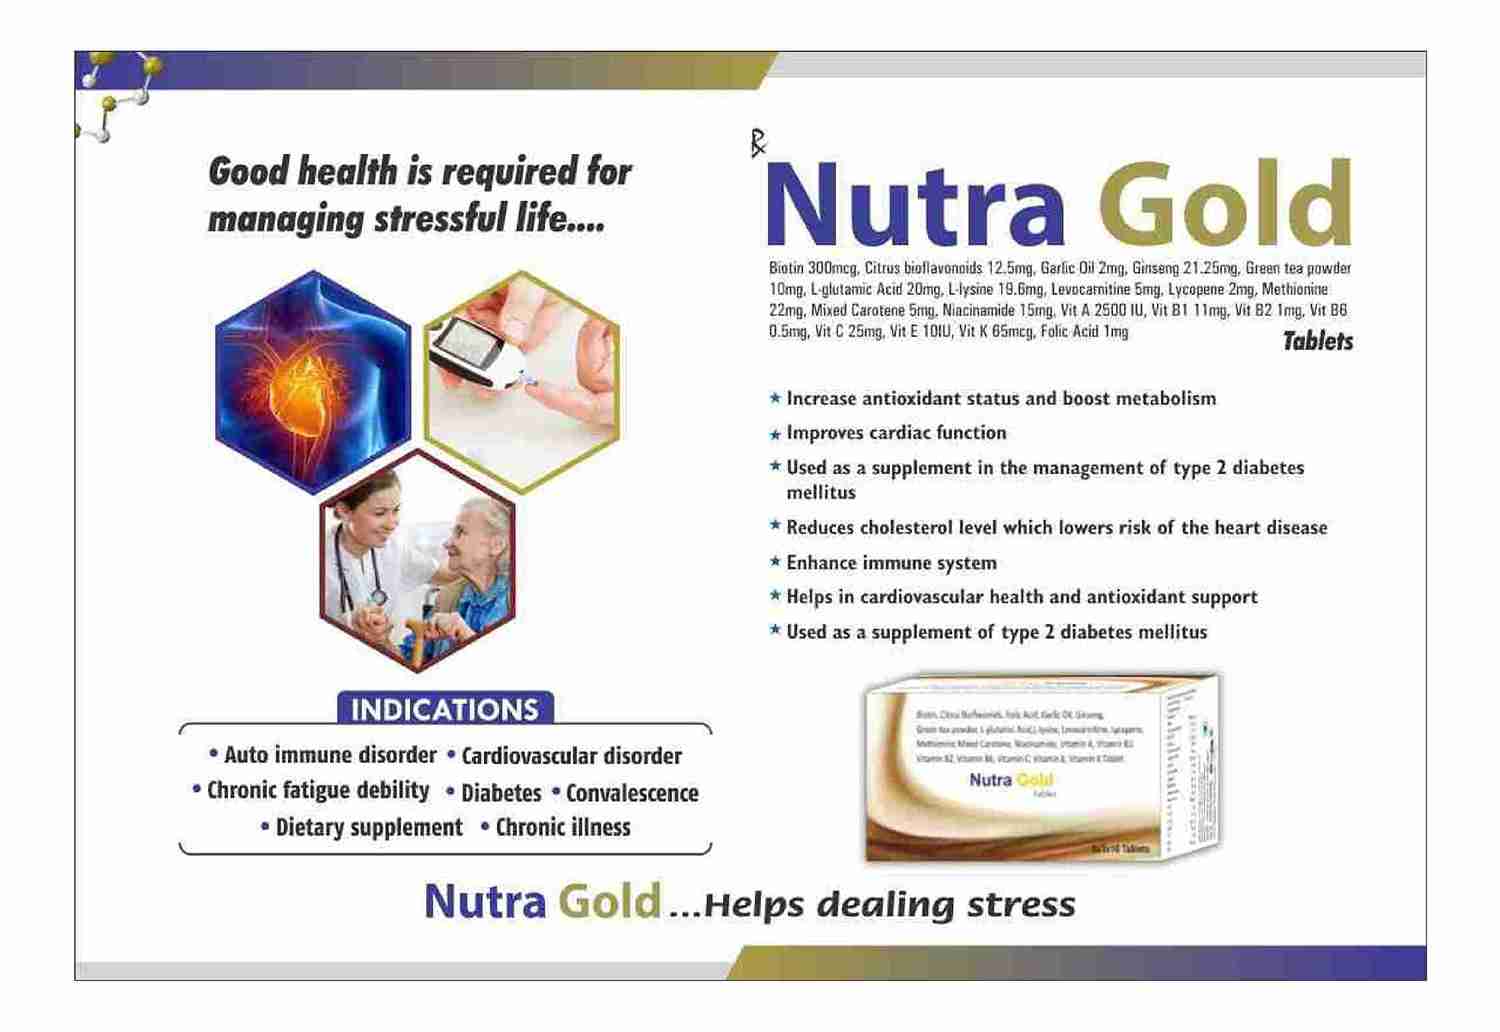 Good health is required for
managing stressful life....
INDICATIONS
• Auto immune disorder • Cardiovascular disorder
• Chronic fatigue debility • Diabetes • Convalescence
• Dietary supplement • Chronic illness
℞
Nutra Gold
Biotin 300mcg, Citrus bioflavonoids 12.5mg, Garlic Oil 2mg, Ginseng 21.25mg, Green tea powder
10mg, L-glutamic Acid 20mg, L-lysine 19.6mg, Levocarnitine 5mg, Lycopene 2mg, Methionine
22mg, Mixed Carotene 5mg, Niacinamide 15mg, Vit A 2500 IU, Vit B1 11mg, Vit B2 1mg, Vit B6
0.5mg, Vit C 25mg, Vit E 10IU, Vit K 65mcg, Folic Acid 1mg
Tablets
★ Increase antioxidant status and boost metabolism
★ Improves cardiac function
★ Used as a supplement in the management of type 2 diabetes
mellitus
★ Reduces cholesterol level which lowers risk of the heart disease
★ Enhance immune system
★ Helps in cardiovascular health and antioxidant support
★ Used as a supplement of type 2 diabetes mellitus
Nutra Gold
Tablets
Nutra Gold ...Helps dealing stress